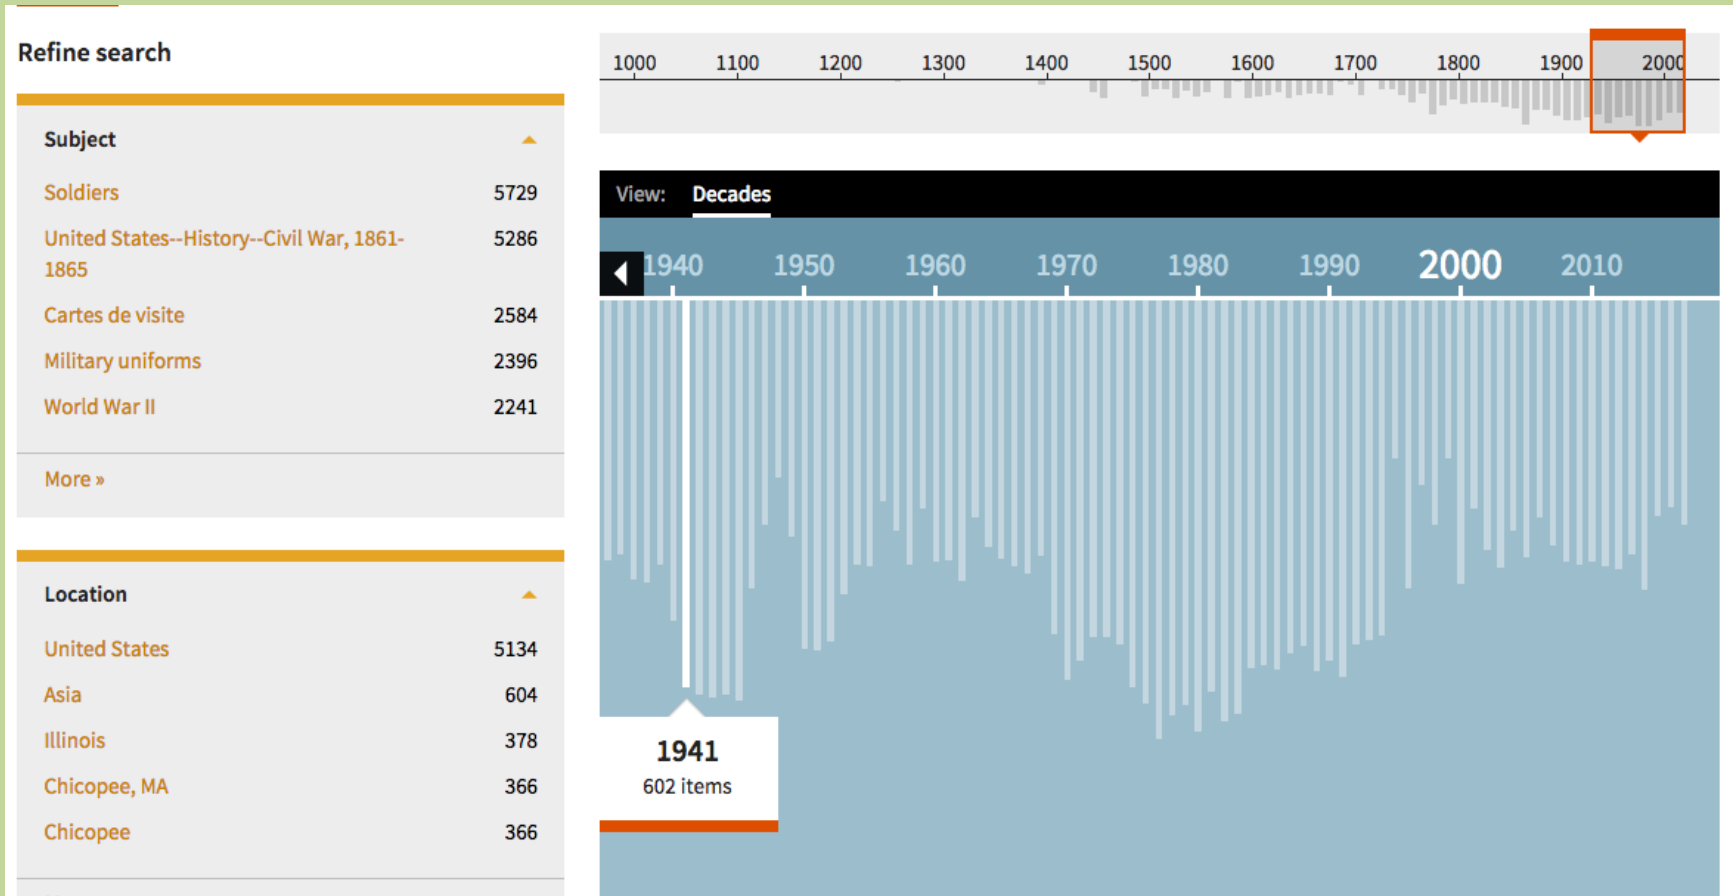 Refine search
Subject
Soldiers 5729
United States--History--Civil War, 1861- 5286
1865
Cartes de visite 2584
Military uniforms 2396
World War II 2241
More »
Location
United States 5134
Asia 604
Illinois 378
Chicopee, MA 366
Chicopee 366
1000 1100 1200 1300 1400 1500 1600 1700 1800 1900 2000
View: Decades
1940 1950 1960 1970 1980 1990 2000 2010
1941
602 items